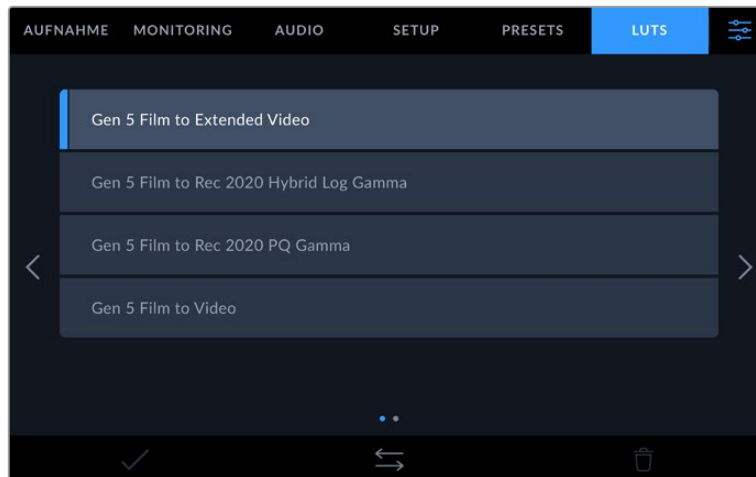 AUFNAHME MONITORING AUDIO SETUP PRESETS LUTS
Gen 5 Film to Extended Video
Gen 5 Film to Rec 2020 Hybrid Log Gamma
Gen 5 Film to Rec 2020 PQ Gamma
Gen 5 Film to Video